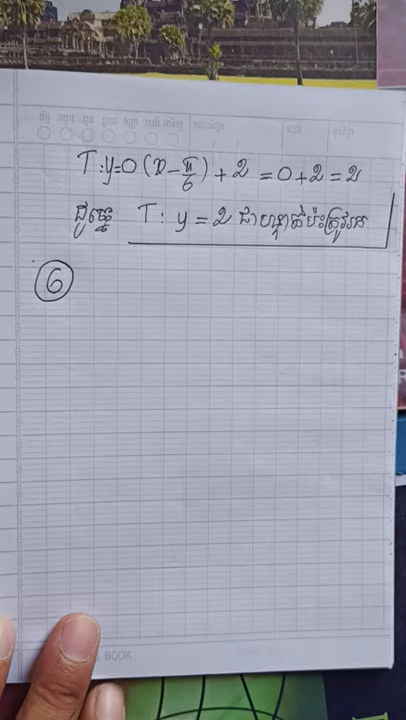 T : y = 0 (x - π/6) + 2 = 0 + 2 = 2
ដូច្នេះ T : y = 2 ជាបន្ទាត់ប៉ះត្រូវរក
6
BOOK